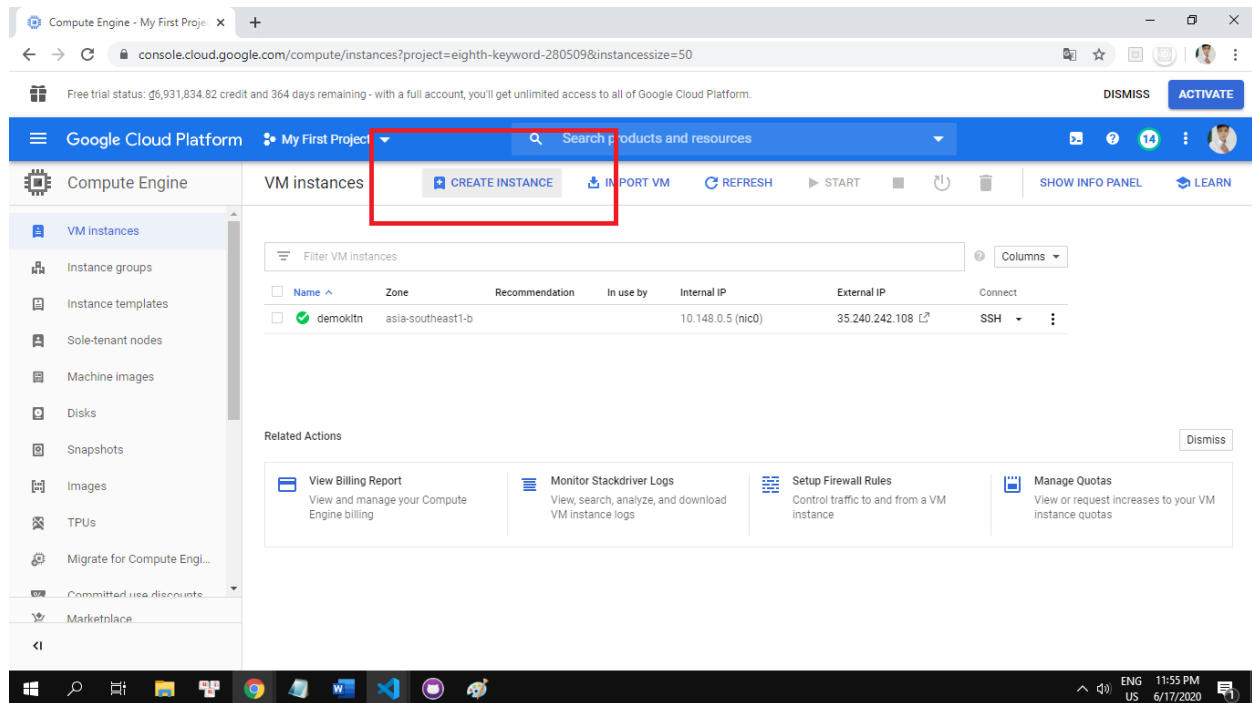 Compute Engine - My First Proje
console.cloud.google.com/compute/instances?project=eighth-keyword-280509&instancessize=50
Free trial status: ₫6,931,834.82 credit and 364 days remaining - with a full account, you'll get unlimited access to all of Google Cloud Platform.
DISMISS
ACTIVATE
Google Cloud Platform
My First Project
Search products and resources
14
Compute Engine
VM instances
CREATE INSTANCE
IMPORT VM
REFRESH
START
SHOW INFO PANEL
LEARN
VM instances
Instance groups
Instance templates
Sole-tenant nodes
Machine images
Disks
Snapshots
Images
TPUs
Migrate for Compute Engi...
Committed use discounts
Marketplace
Filter VM instances
Columns
Name Zone Recommendation In use by Internal IP External IP Connect
demokltn asia-southeast1-b 10.148.0.5 (nic0) 35.240.242.108 SSH
Related Actions
Dismiss
View Billing Report
View and manage your Compute
Engine billing
Monitor Stackdriver Logs
View, search, analyze, and download
VM instance logs
Setup Firewall Rules
Control traffic to and from a VM
instance
Manage Quotas
View or request increases to your VM
instance quotas
ENG
US
11:55 PM
6/17/2020
1